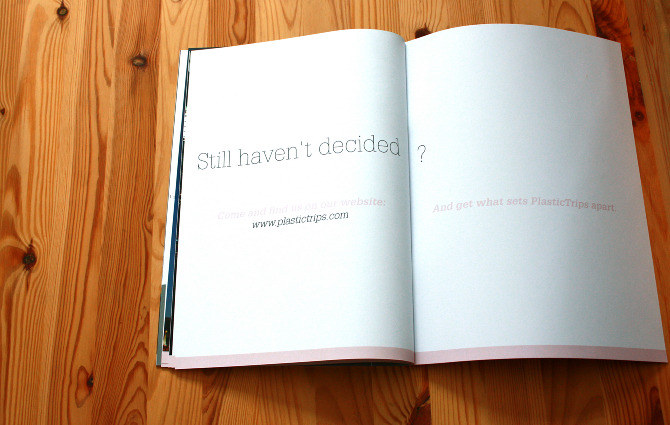 Still haven't decided ?
Come and find us on our website:
www.plastictrips.com
And get what sets PlasticTrips apart